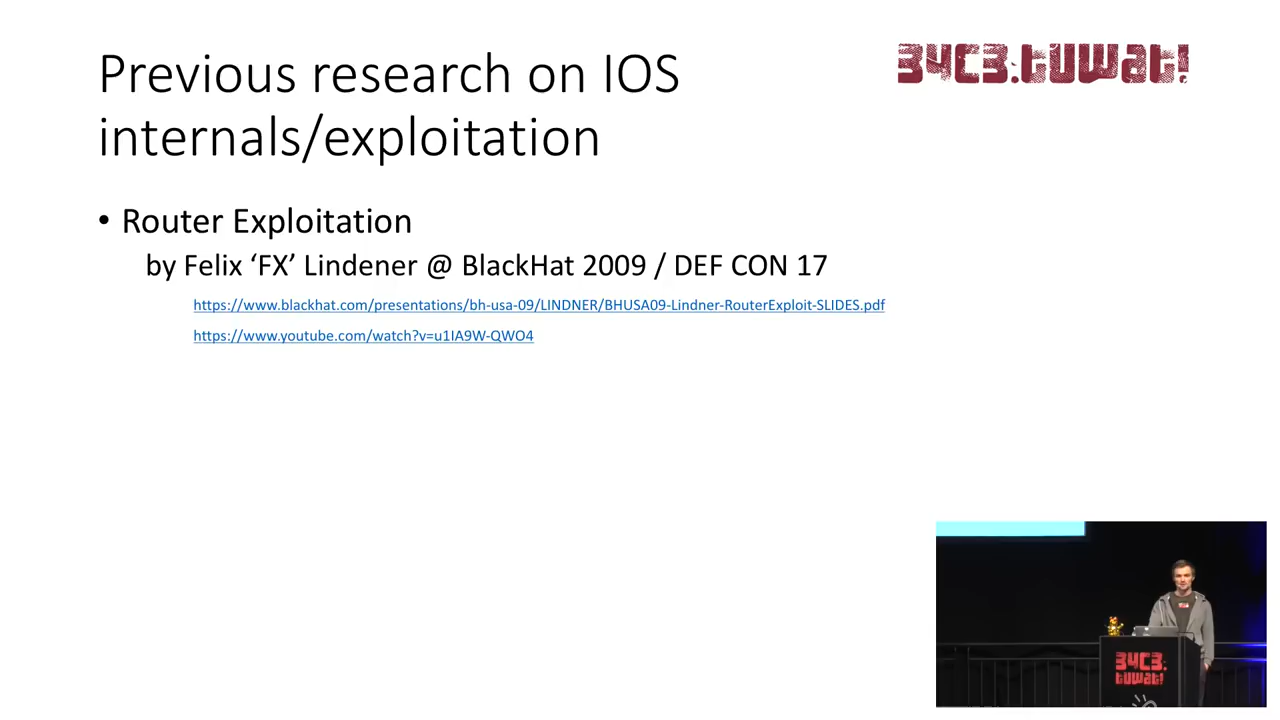 Previous research on IOS
34C3.tuwat!
internals/exploitation
• Router Exploitation
by Felix ‘FX’ Lindener @ BlackHat 2009 / DEF CON 17
https://www.blackhat.com/presentations/bh-usa-09/LINDNER/BHUSA09-Lindner-RouterExploit-SLIDES.pdf
https://www.youtube.com/watch?v=u1IA9W-QWO4
34C3.
tuwat!